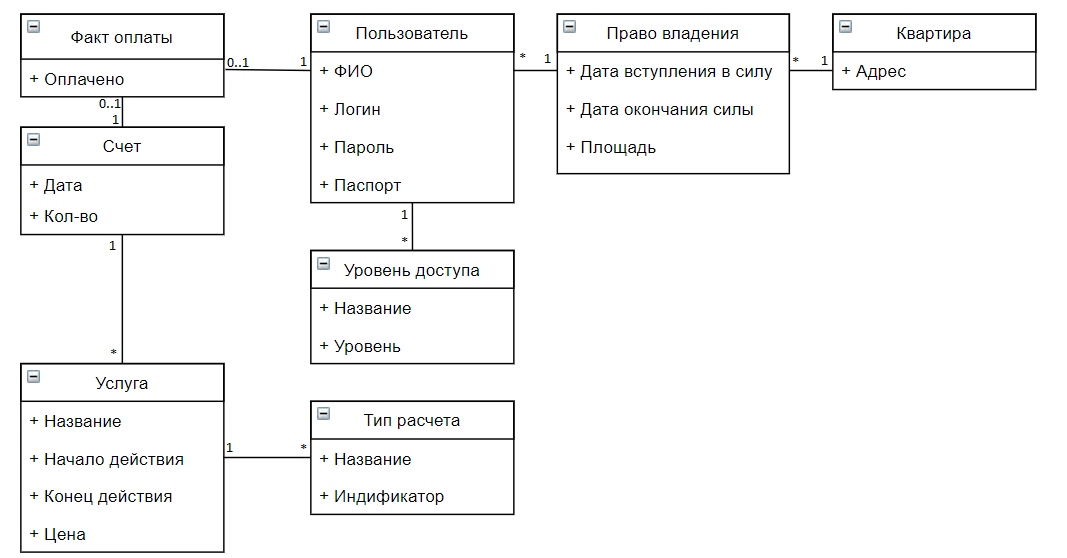 Факт оплаты
+ Оплачено
0..1
1
Пользователь
+ ФИО
+ Логин
+ Пароль
+ Паспорт
*
1
Право владения
+ Дата вступления в силу
+ Дата окончания силы
+ Площадь
*
1
Квартира
+ Адрес
0..1
1
Счет
+ Дата
+ Кол-во
1
*
1
*
Уровень доступа
+ Название
+ Уровень
Услуга
+ Название
+ Начало действия
+ Конец действия
+ Цена
1
*
Тип расчета
+ Название
+ Индификатор